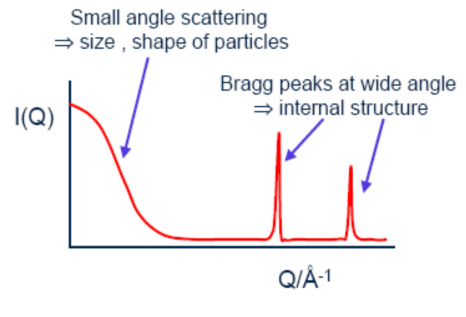 Small angle scattering
⇒ size , shape of particles
Bragg peaks at wide angle
⇒ internal structure
I(Q)
Q/Å⁻¹